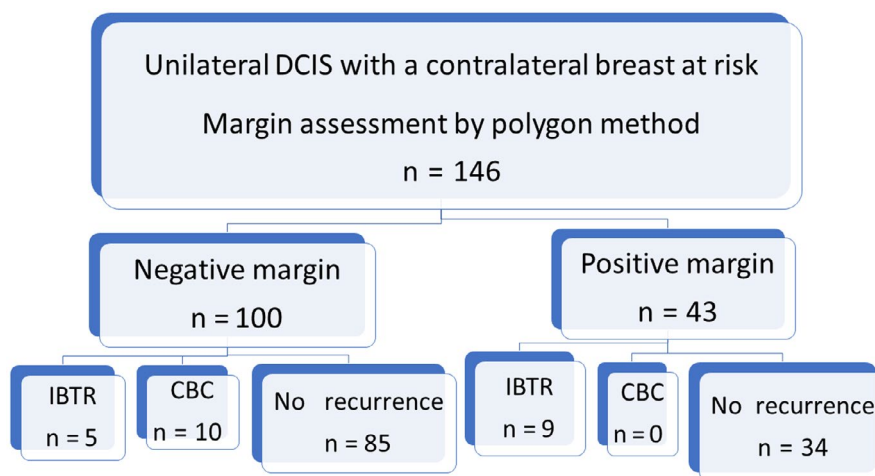 Unilateral DCIS with a contralateral breast at risk
Margin assessment by polygon method
n = 146
Negative margin
n = 100
Positive margin
n = 43
IBTR
n = 5
CBC
n = 10
No recurrence
n = 85
IBTR
n = 9
CBC
n = 0
No recurrence
n = 34